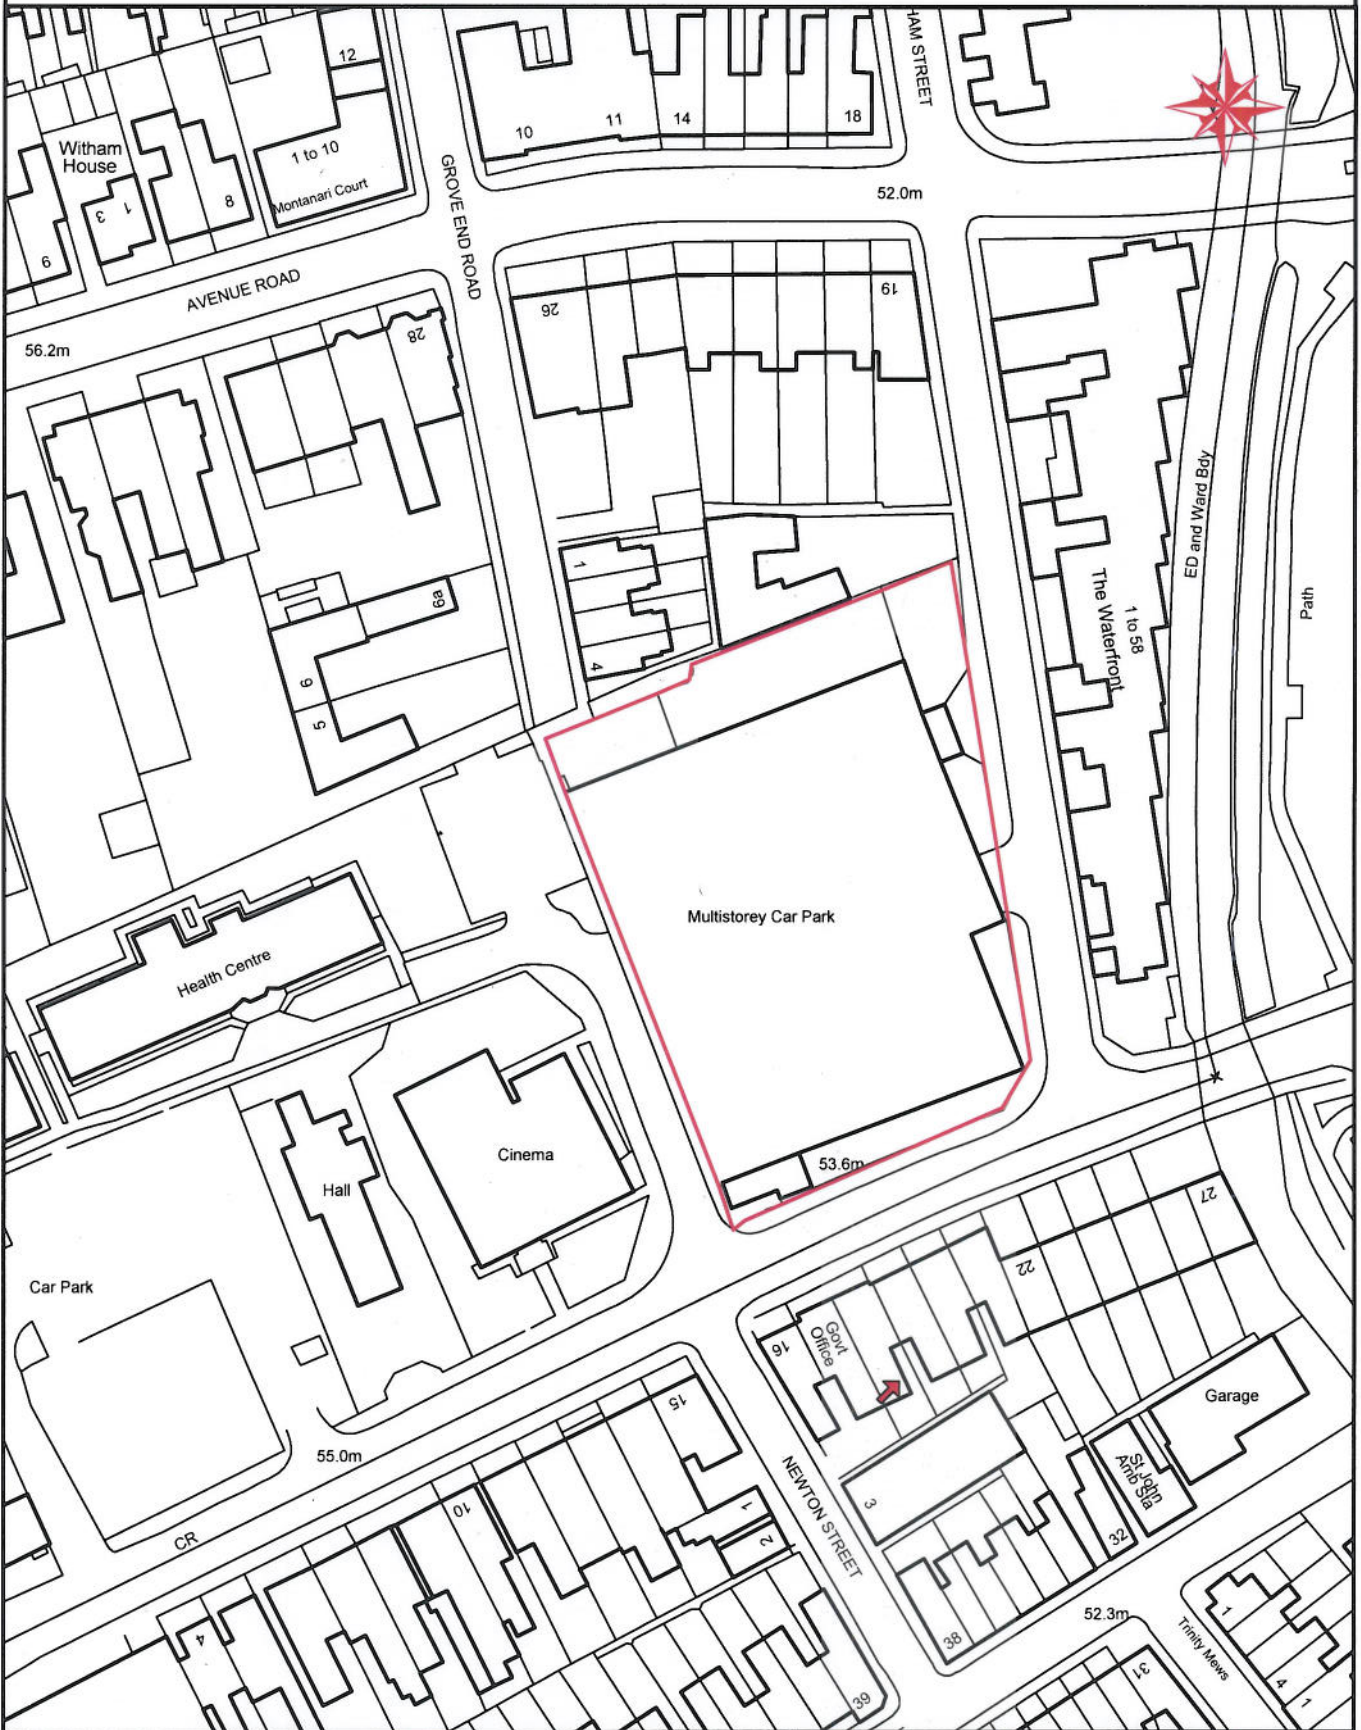 12
HAM STREET
10
11
14
18
Witham
House
1 to 10
Montanari Court
3
1
8
6
GROVE END ROAD
52.0m
AVENUE ROAD
56.2m
28
26
19
ED and Ward Bdy
1
6a
4
6
5
1 to 58
The Waterfront
Path
Multistorey Car Park
Health Centre
Cinema
Hall
53.6m
27
22
Car Park
16
Govt
Office
15
Garage
55.0m
CR
10
NEWTON STREET
3
St John
Amb Sta
1
2
32
4
38
52.3m
Trinity Mews
1
4
1
31
39